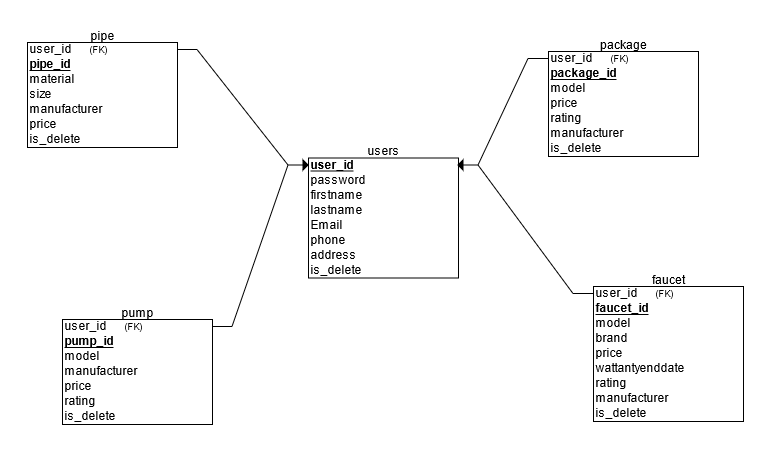 pipe
user_id (FK)
pipe_id
material
size
manufacturer
price
is_delete
package
user_id (FK)
package_id
model
price
rating
manufacturer
is_delete
users
user_id
password
firstname
lastname
Email
phone
address
is_delete
pump
user_id (FK)
pump_id
model
manufacturer
price
rating
is_delete
faucet
user_id (FK)
faucet_id
model
brand
price
wattantyenddate
rating
manufacturer
is_delete